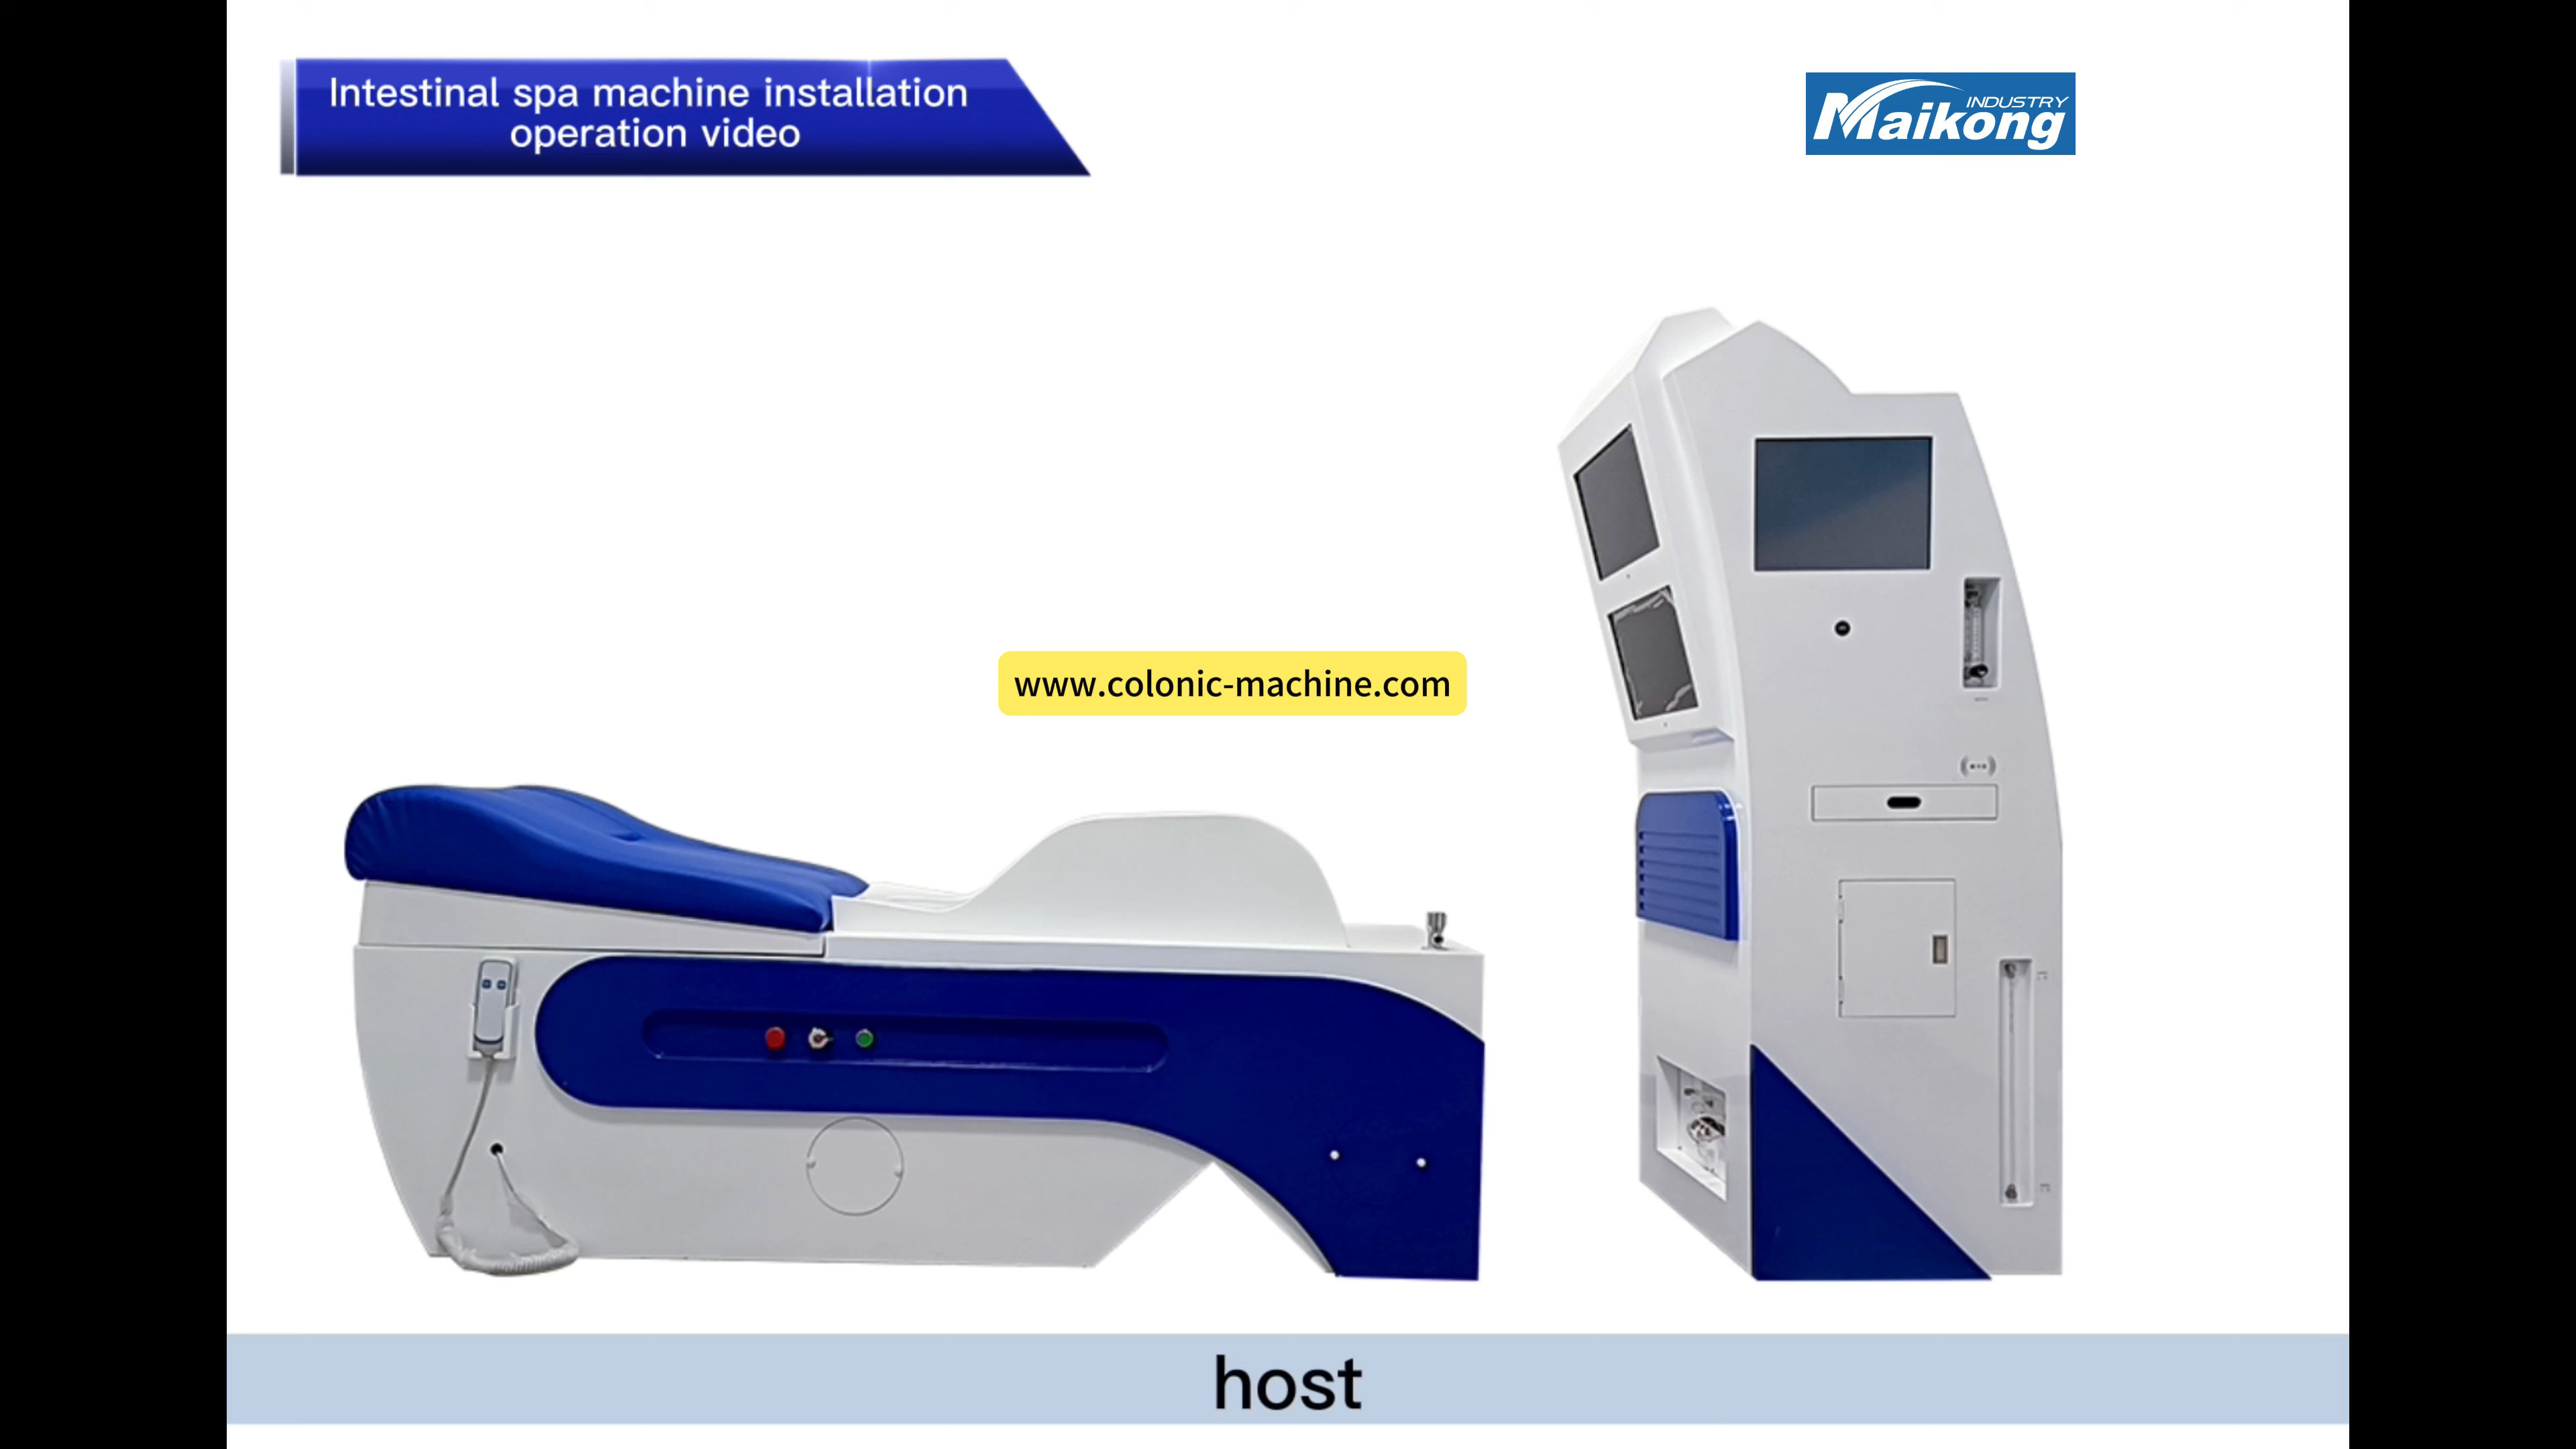 Intestinal spa machine installation
operation video
INDUSTRY
Maikong
www.colonic-machine.com
host